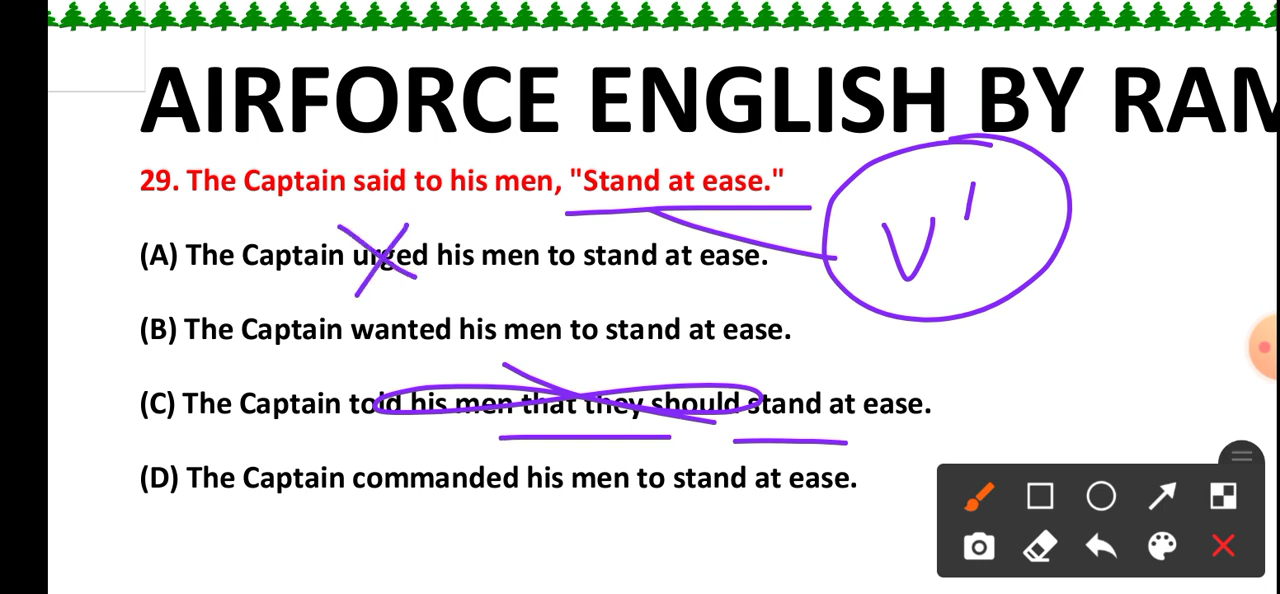 AIRFORCE ENGLISH BY RAM
29. The Captain said to his men, "Stand at ease."
V'
(A) The Captain urged his men to stand at ease.
(B) The Captain wanted his men to stand at ease.
(C) The Captain told his men that they should stand at ease.
(D) The Captain commanded his men to stand at ease.